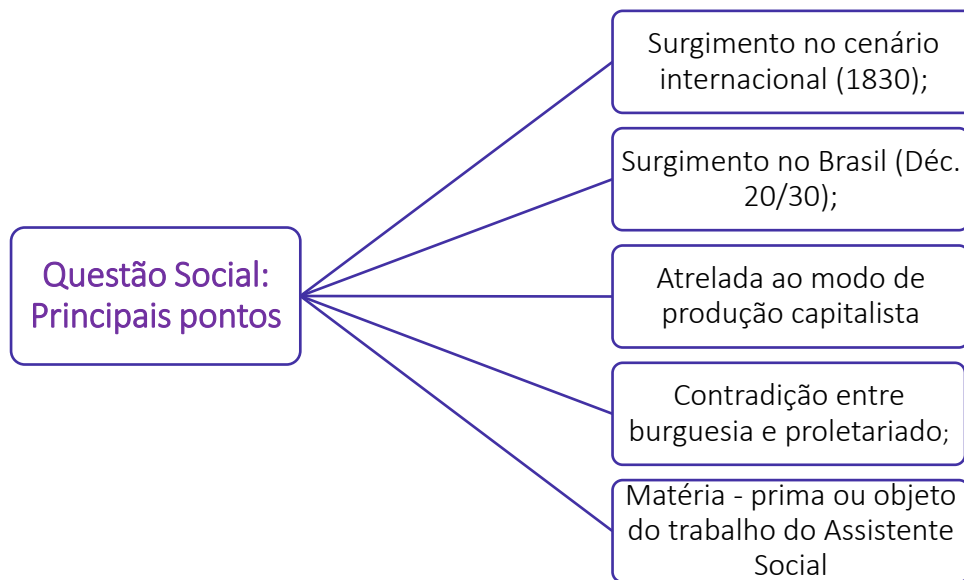 Questão Social:
Principais pontos
Surgimento no cenário
internacional (1830);
Surgimento no Brasil (Déc.
20/30);
Atrelada ao modo de
produção capitalista
Contradição entre
burguesia e proletariado;
Matéria - prima ou objeto
do trabalho do Assistente
Social